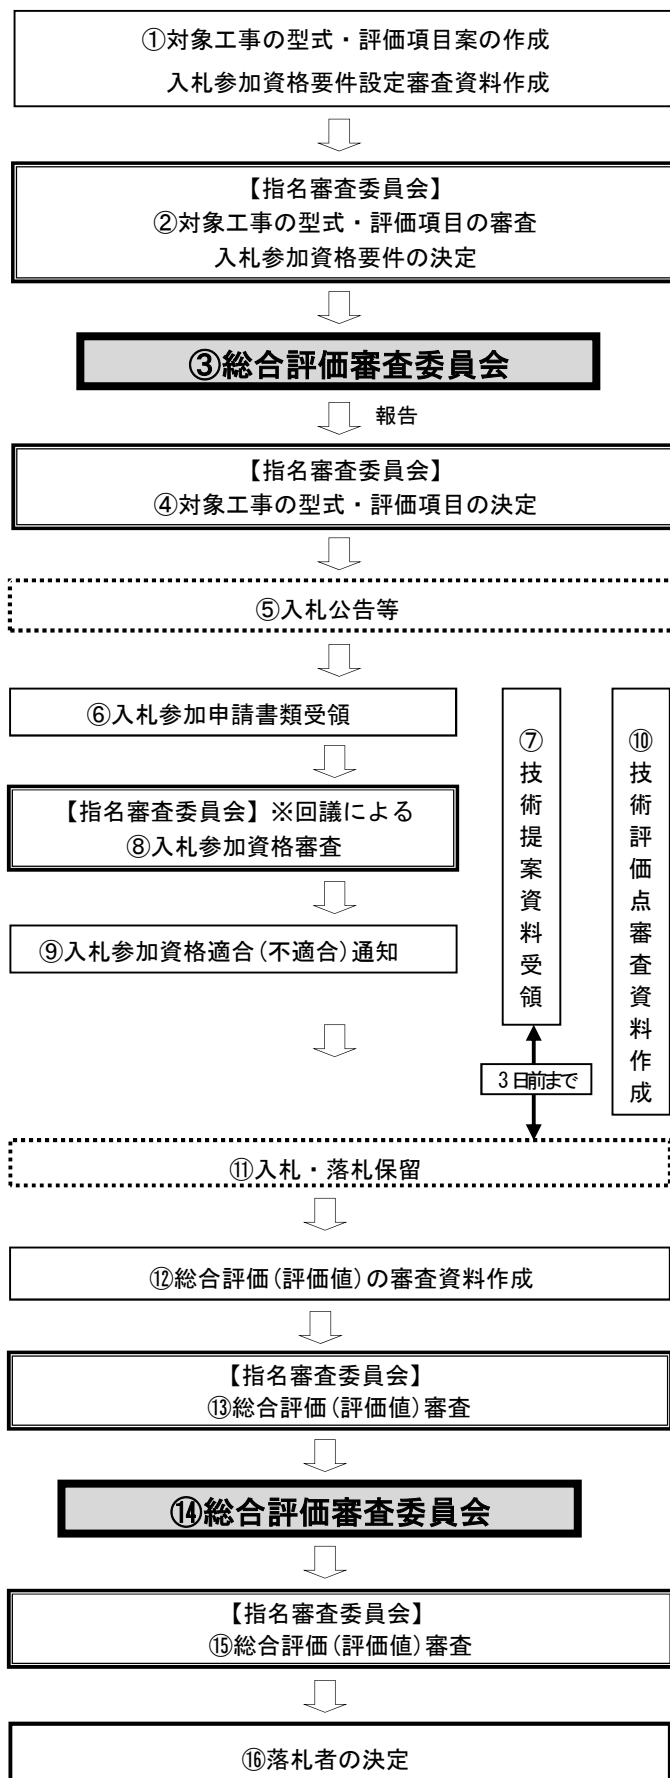 ①対象工事の型式・評価項目案の作成
入札参加資格要件設定審査資料作成
【指名審査委員会】
②対象工事の型式・評価項目の審査
入札参加資格要件の決定
③総合評価審査委員会
報告
【指名審査委員会】
④対象工事の型式・評価項目の決定
⑤入札公告等
⑥入札参加申請書類受領
【指名審査委員会】※回議による
⑧入札参加資格審査
⑨入札参加資格適合(不適合)通知
⑦技術提案資料受領
3日前まで
⑩技術評価点審査資料作成
⑪入札・落札保留
⑫総合評価(評価値)の審査資料作成
【指名審査委員会】
⑬総合評価(評価値)審査
⑭総合評価審査委員会
【指名審査委員会】
⑮総合評価(評価値)審査
⑯落札者の決定